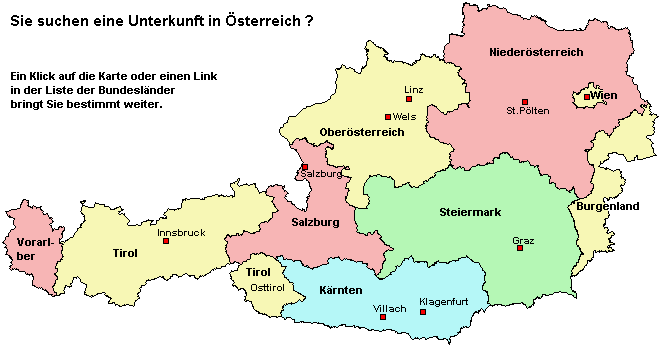 Sie suchen eine Unterkunft in Österreich ?
Ein Klick auf die Karte oder einen Link
in der Liste der Bundesländer
bringt Sie bestimmt weiter.
Niederösterreich
Linz
Wien
St.Pölten
Wels
Oberösterreich
Salzburg
Burgenland
Steiermark
Salzburg
Innsbruck
Vorarl-
ber
Tirol
Graz
Tirol
Osttirol
Kärnten
Klagenfurt
Villach